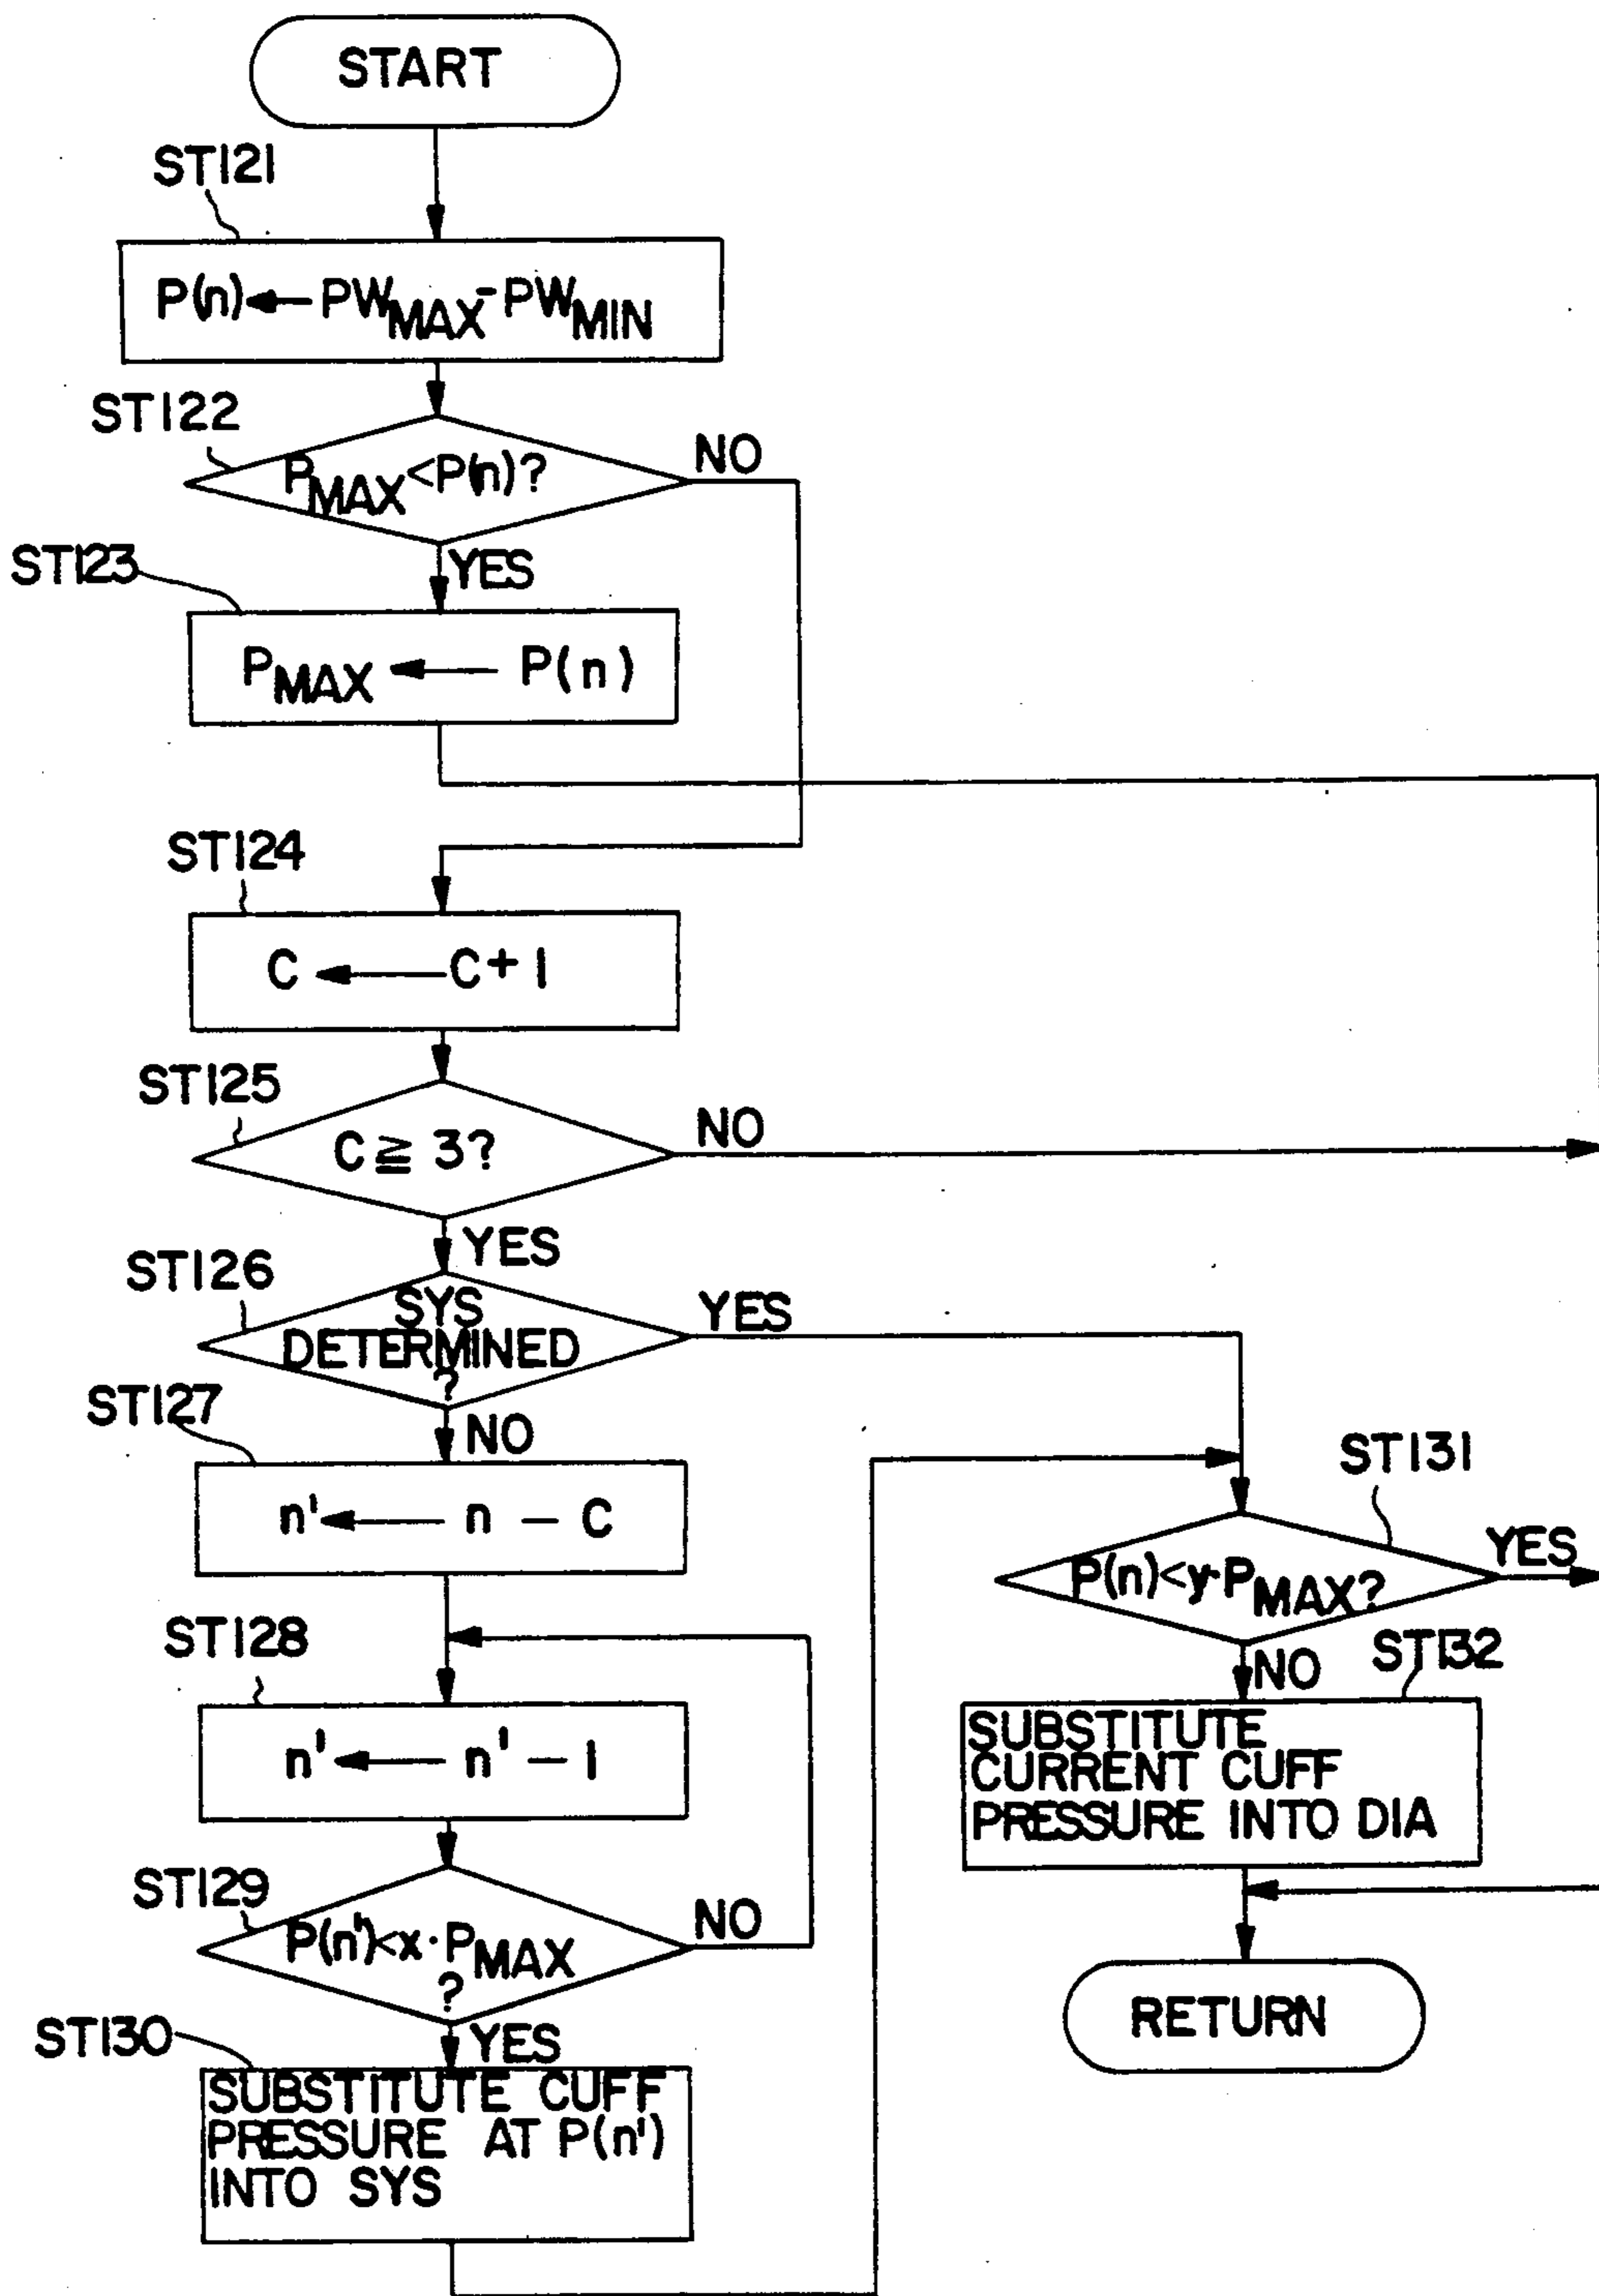 START
ST121
P(n)←PWMAX-PWMIN
ST122
PMAX<P(n)?
NO
YES
ST123
PMAX ← P(n)
ST124
C ← C+1
ST125
C ≧ 3?
NO
YES
ST126
SYS
DETERMINED
?
YES
NO
ST127
n' ← n - C
ST128
n' ← n' - 1
ST129
P(n')<x·PMAX
?
NO
YES
ST130
SUBSTITUTE CUFF
PRESSURE AT P(n')
INTO SYS
ST131
P(n)<y·PMAX?
YES
NO
ST132
SUBSTITUTE
CURRENT CUFF
PRESSURE INTO DIA
RETURN